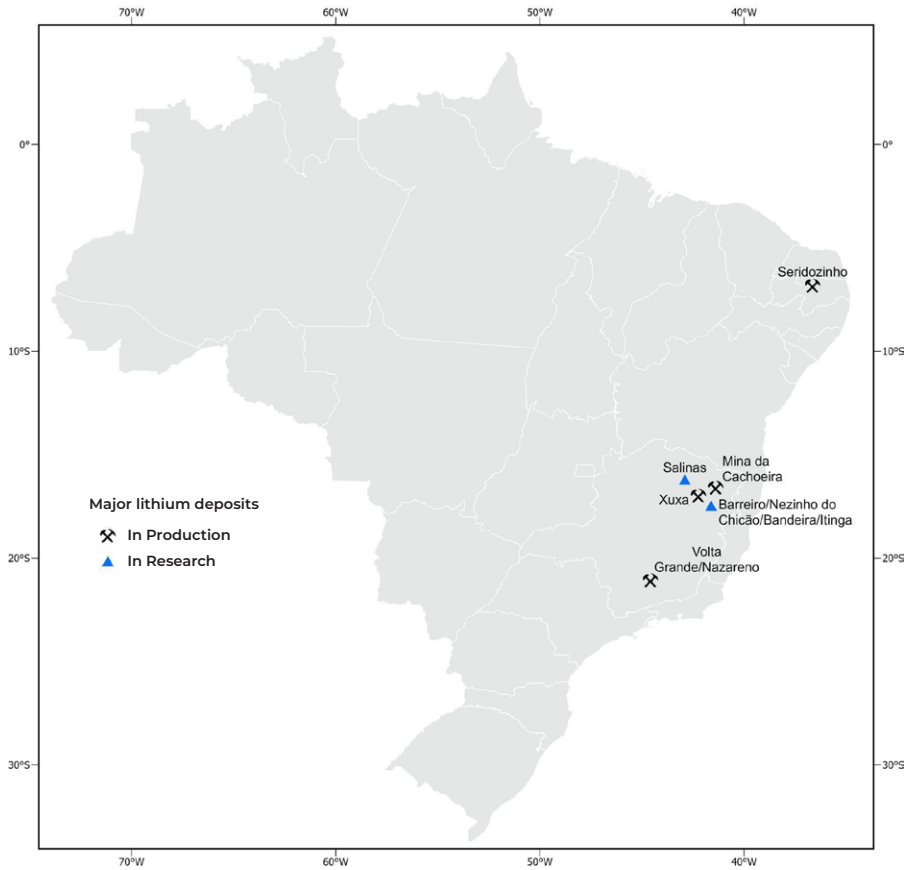 70°W
60°W
50°W
40°W
0°
0°
Seridozinho
10°S
10°S
Mina da
Cachoeira
Salinas
Xuxa
Barreiro/Nezinho do
Chicão/Bandeira/Itinga
Major lithium deposits
In Production
In Research
Volta
Grande/Nazareno
20°S
20°S
30°S
30°S
70°W
60°W
50°W
40°W